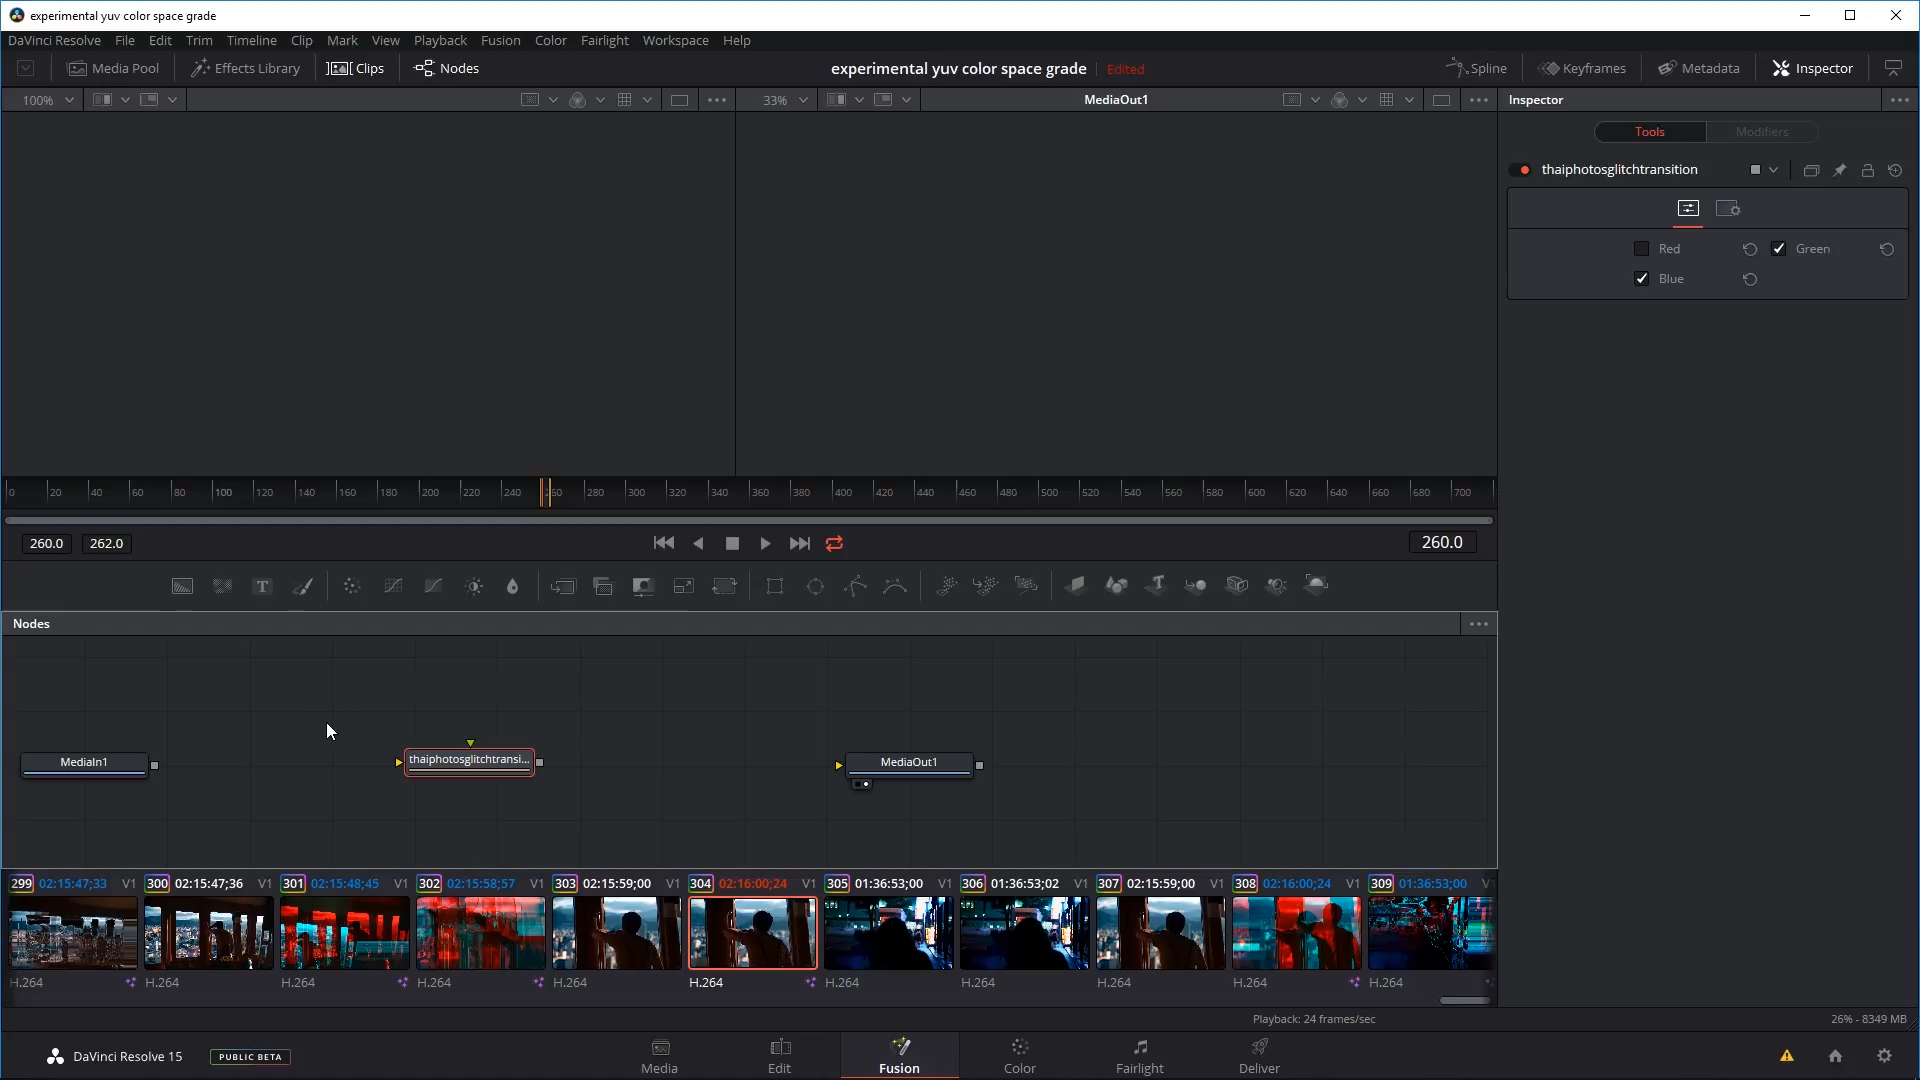 experimental yuv color space grade
DaVinci Resolve File Edit Trim Timeline Clip Mark View Playback Fusion Color Fairlight Workspace Help
Media Pool Effects Library Clips Nodes experimental yuv color space grade Edited Spline Keyframes Metadata Inspector
100% 33% MediaOut1 Inspector
Tools Modifiers
thaiphotosglitchtransition
Red Green
Blue
0 20 40 60 80 100 120 140 160 180 200 220 240 260 280 300 320 340 360 380 400 420 440 460 480 500 520 540 560 580 600 620 640 660 680 700
260.0 262.0 260.0
T T
Nodes
MediaIn1 thaiphotosglitchtransi... MediaOut1
299 02:15:47;33 V1 300 02:15:47;36 V1 301 02:15:48;45 V1 302 02:15:58;57 V1 303 02:15:59;00 V1 304 02:16:00;24 V1 305 01:36:53;00 V1 306 01:36:53;02 V1 307 02:15:59;00 V1 308 02:16:00;24 V1 309 01:36:53;00
H.264 H.264 H.264 H.264 H.264 H.264 H.264 H.264 H.264 H.264 H.264
Playback: 24 frames/sec 26% - 8349 MB
DaVinci Resolve 15 PUBLIC BETA Media Edit Fusion Color Fairlight Deliver